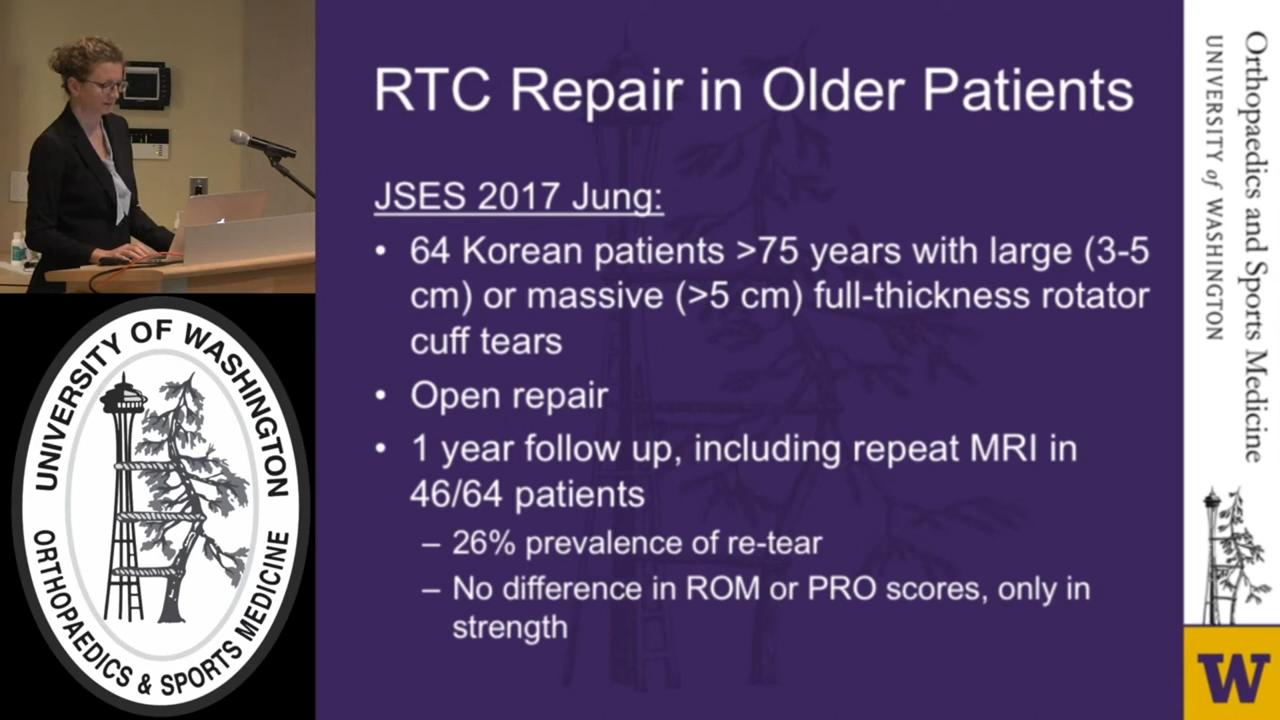 RTC Repair in Older Patients
JSES 2017 Jung:
• 64 Korean patients >75 years with large (3-5
cm) or massive (>5 cm) full-thickness rotator
cuff tears
• Open repair
• 1 year follow up, including repeat MRI in
46/64 patients
– 26% prevalence of re-tear
– No difference in ROM or PRO scores, only in
strength
UNIVERSITY OF WASHINGTON
ORTHOPAEDICS & SPORTS MEDICINE
Orthopaedics and Sports Medicine
UNIVERSITY of WASHINGTON
W